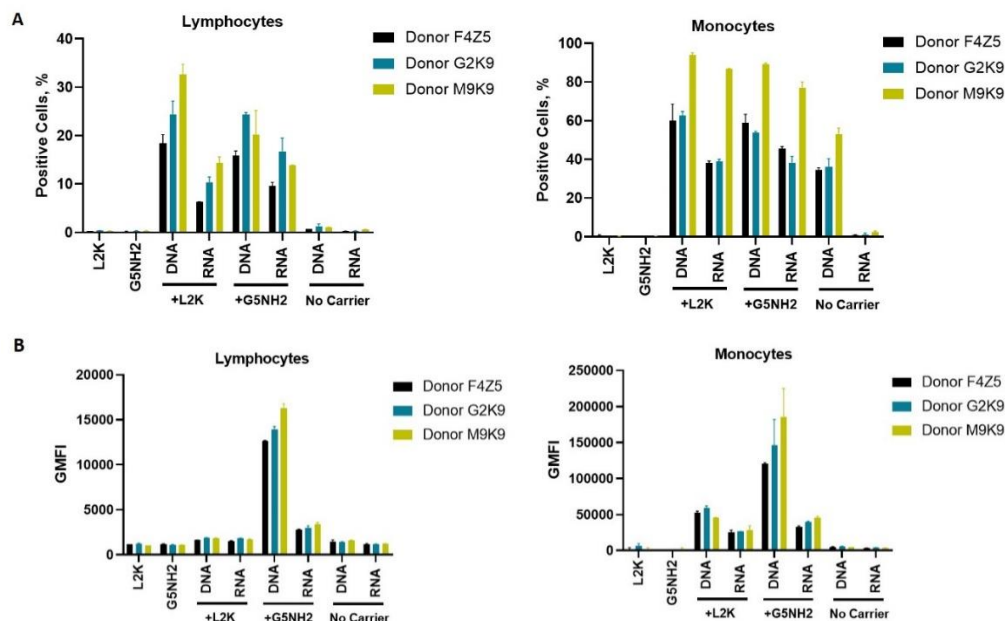 A
Lymphocytes
Positive Cells, %
40
30
20
10
0
L2K
G5NH2
DNA
RNA
DNA
RNA
DNA
RNA
+L2K
+G5NH2
No Carrier
Donor F4Z5
Donor G2K9
Donor M9K9
Monocytes
Positive Cells, %
100
80
60
40
20
0
L2K
G5NH2
DNA
RNA
DNA
RNA
DNA
RNA
+L2K
+G5NH2
No Carrier
Donor F4Z5
Donor G2K9
Donor M9K9
B
Lymphocytes
GMFI
20000
15000
10000
5000
0
L2K
G5NH2
DNA
RNA
DNA
RNA
DNA
RNA
+L2K
+G5NH2
No Carrier
Donor F4Z5
Donor G2K9
Donor M9K9
Monocytes
GMFI
250000
200000
150000
100000
50000
0
L2K
G5NH2
DNA
RNA
DNA
RNA
DNA
RNA
+L2K
+G5NH2
No Carrier
Donor F4Z5
Donor G2K9
Donor M9K9